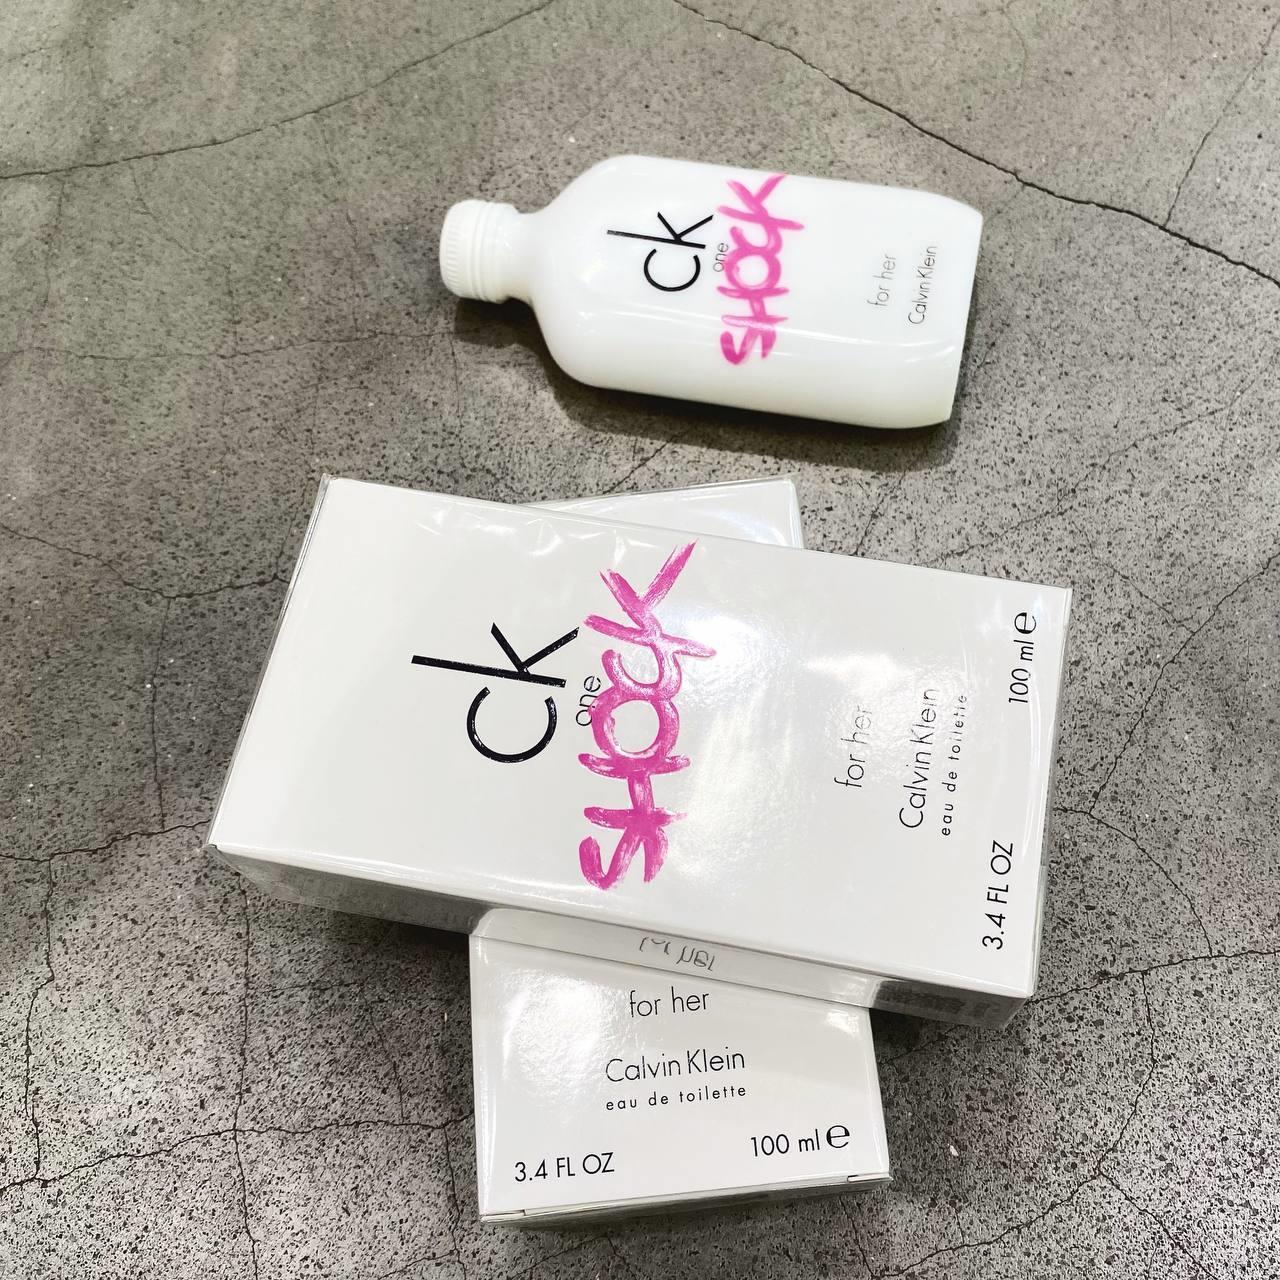 ck
one
SHOCK
for her
Calvin Klein
ck
one
SHOCK
for her
Calvin Klein
eau de toilette
3.4 FL OZ
100 ml e
for her
Calvin Klein
eau de toilette
3.4 FL OZ
100 ml e